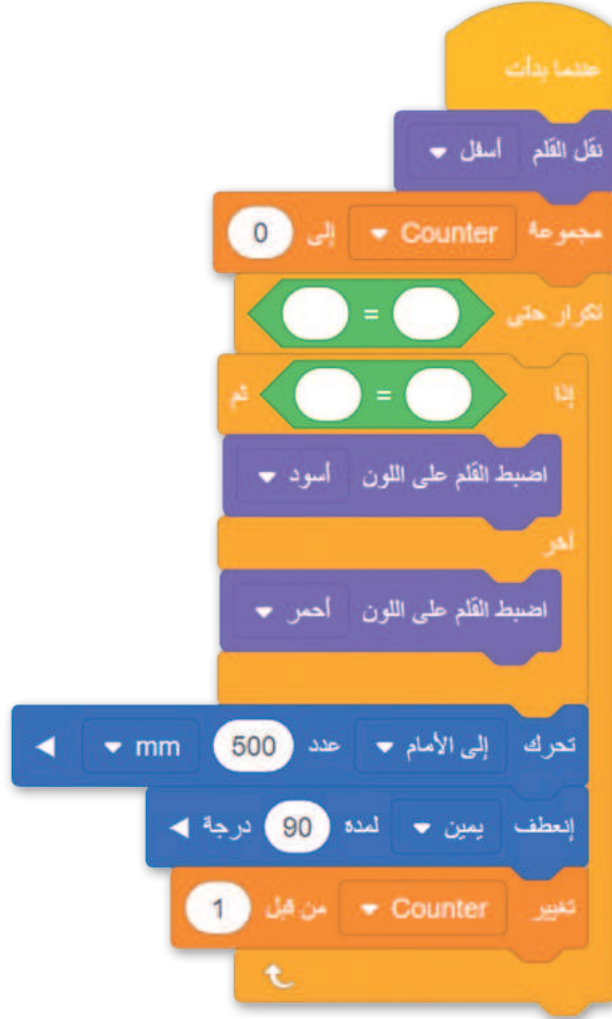 عندما بدأت
نقل القلم أسفل
مجموعة Counter إلى 0
تكرار حتى =
إذا = ثم
اضبط القلم على اللون أسود
آخر
اضبط القلم على اللون أحمر
تحرك إلى الأمام عدد 500 mm
إنعطف يمين لمدة 90 درجة
تغيير Counter من قبل 1